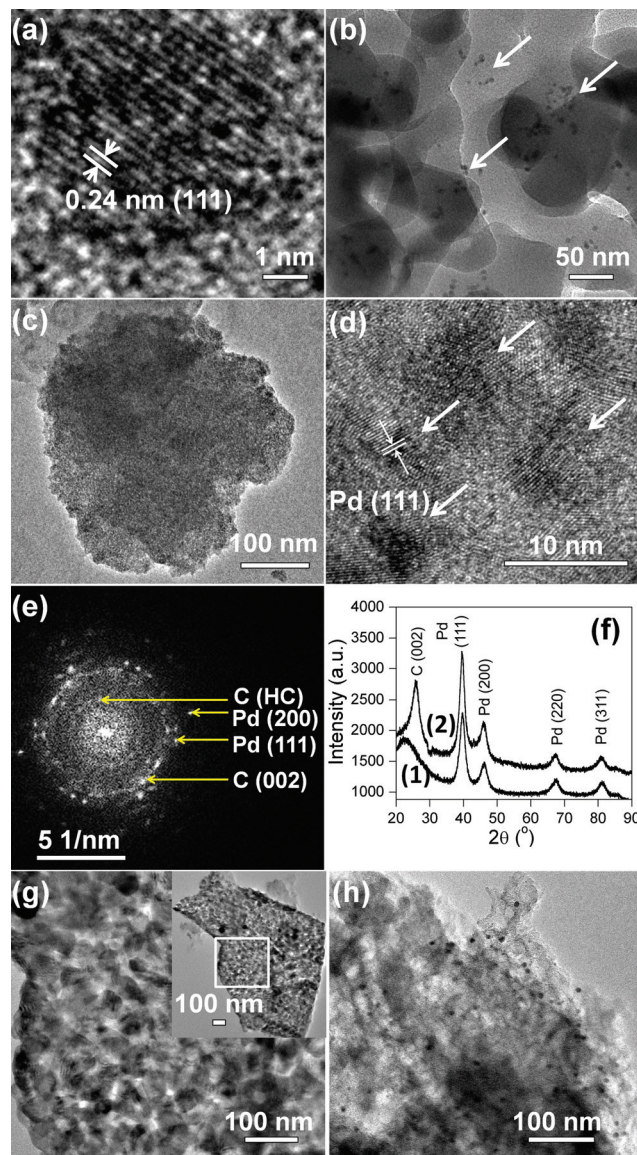 (a)
0.24 nm (111)
1 nm
(b)
50 nm
(c)
100 nm
(d)
Pd (111)
10 nm
(e)
C (HC)
Pd (200)
Pd (111)
C (002)
5 1/nm
(f)
Intensity (a.u.)
4000
3500
3000
2500
2000
1500
1000
C (002)
Pd (111)
Pd (200)
Pd (220)
Pd (311)
(2)
(1)
20 30 40 50 60 70 80 90
2θ (°)
(g)
100 nm
100 nm
(h)
100 nm